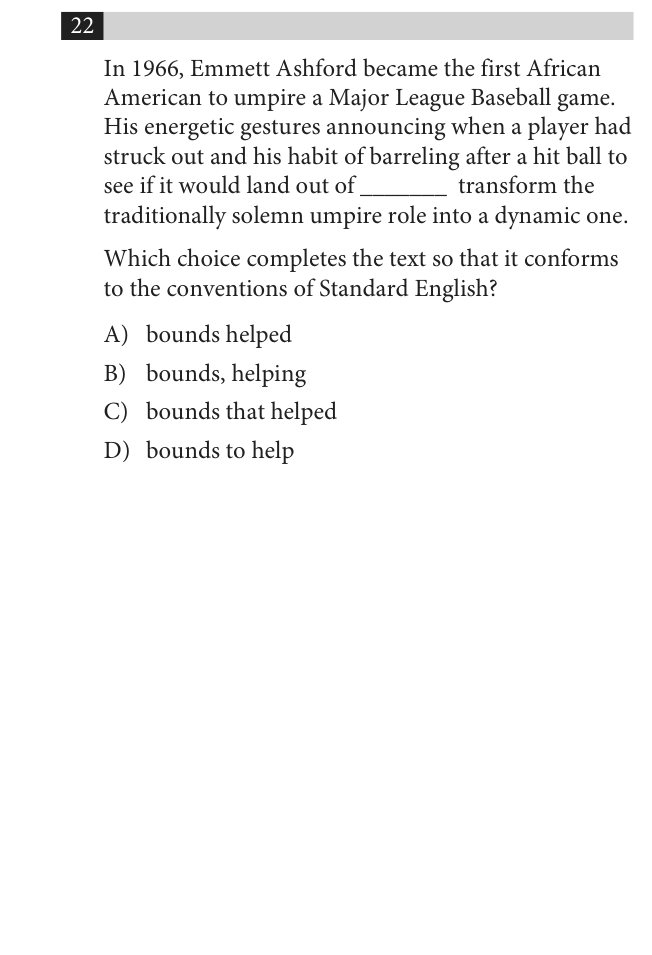 22
In 1966, Emmett Ashford became the first African
American to umpire a Major League Baseball game.
His energetic gestures announcing when a player had
struck out and his habit of barreling after a hit ball to
see if it would land out of _______ transform the
traditionally solemn umpire role into a dynamic one.
Which choice completes the text so that it conforms
to the conventions of Standard English?
A) bounds helped
B) bounds, helping
C) bounds that helped
D) bounds to help